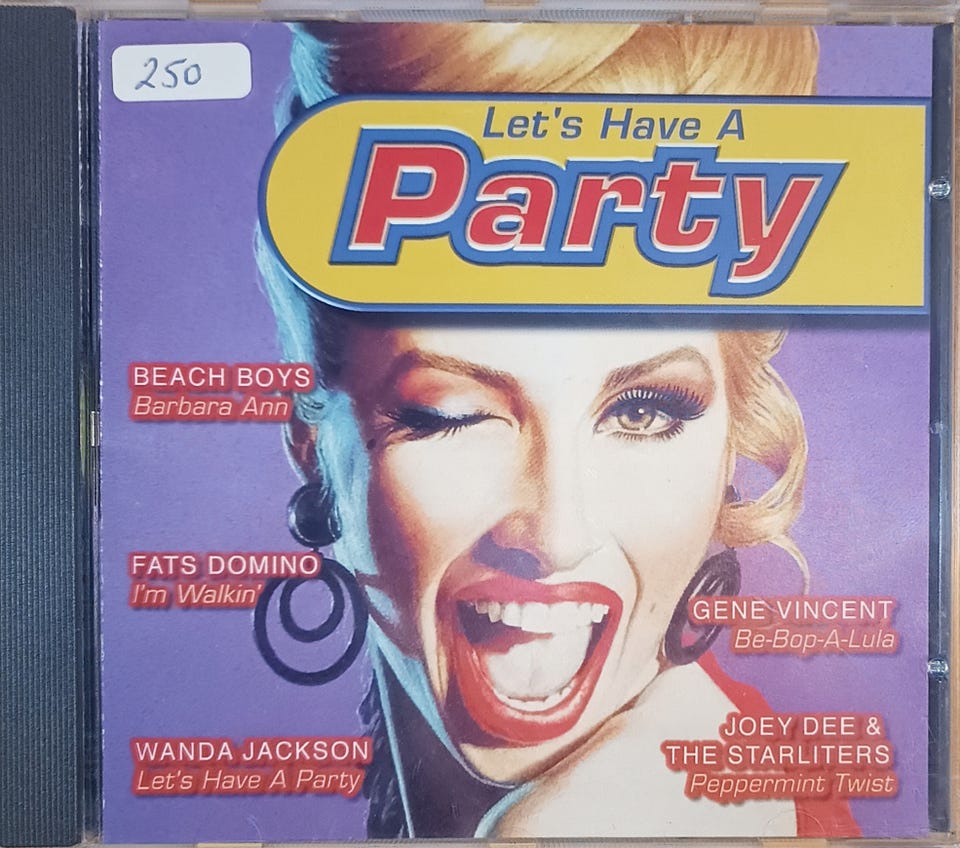 250
Let's Have A
Party
BEACH BOYS
Barbara Ann
FATS DOMINO
I'm Walkin'
GENE VINCENT
Be-Bop-A-Lula
WANDA JACKSON
Let's Have A Party
JOEY DEE &
THE STARLITERS
Peppermint Twist